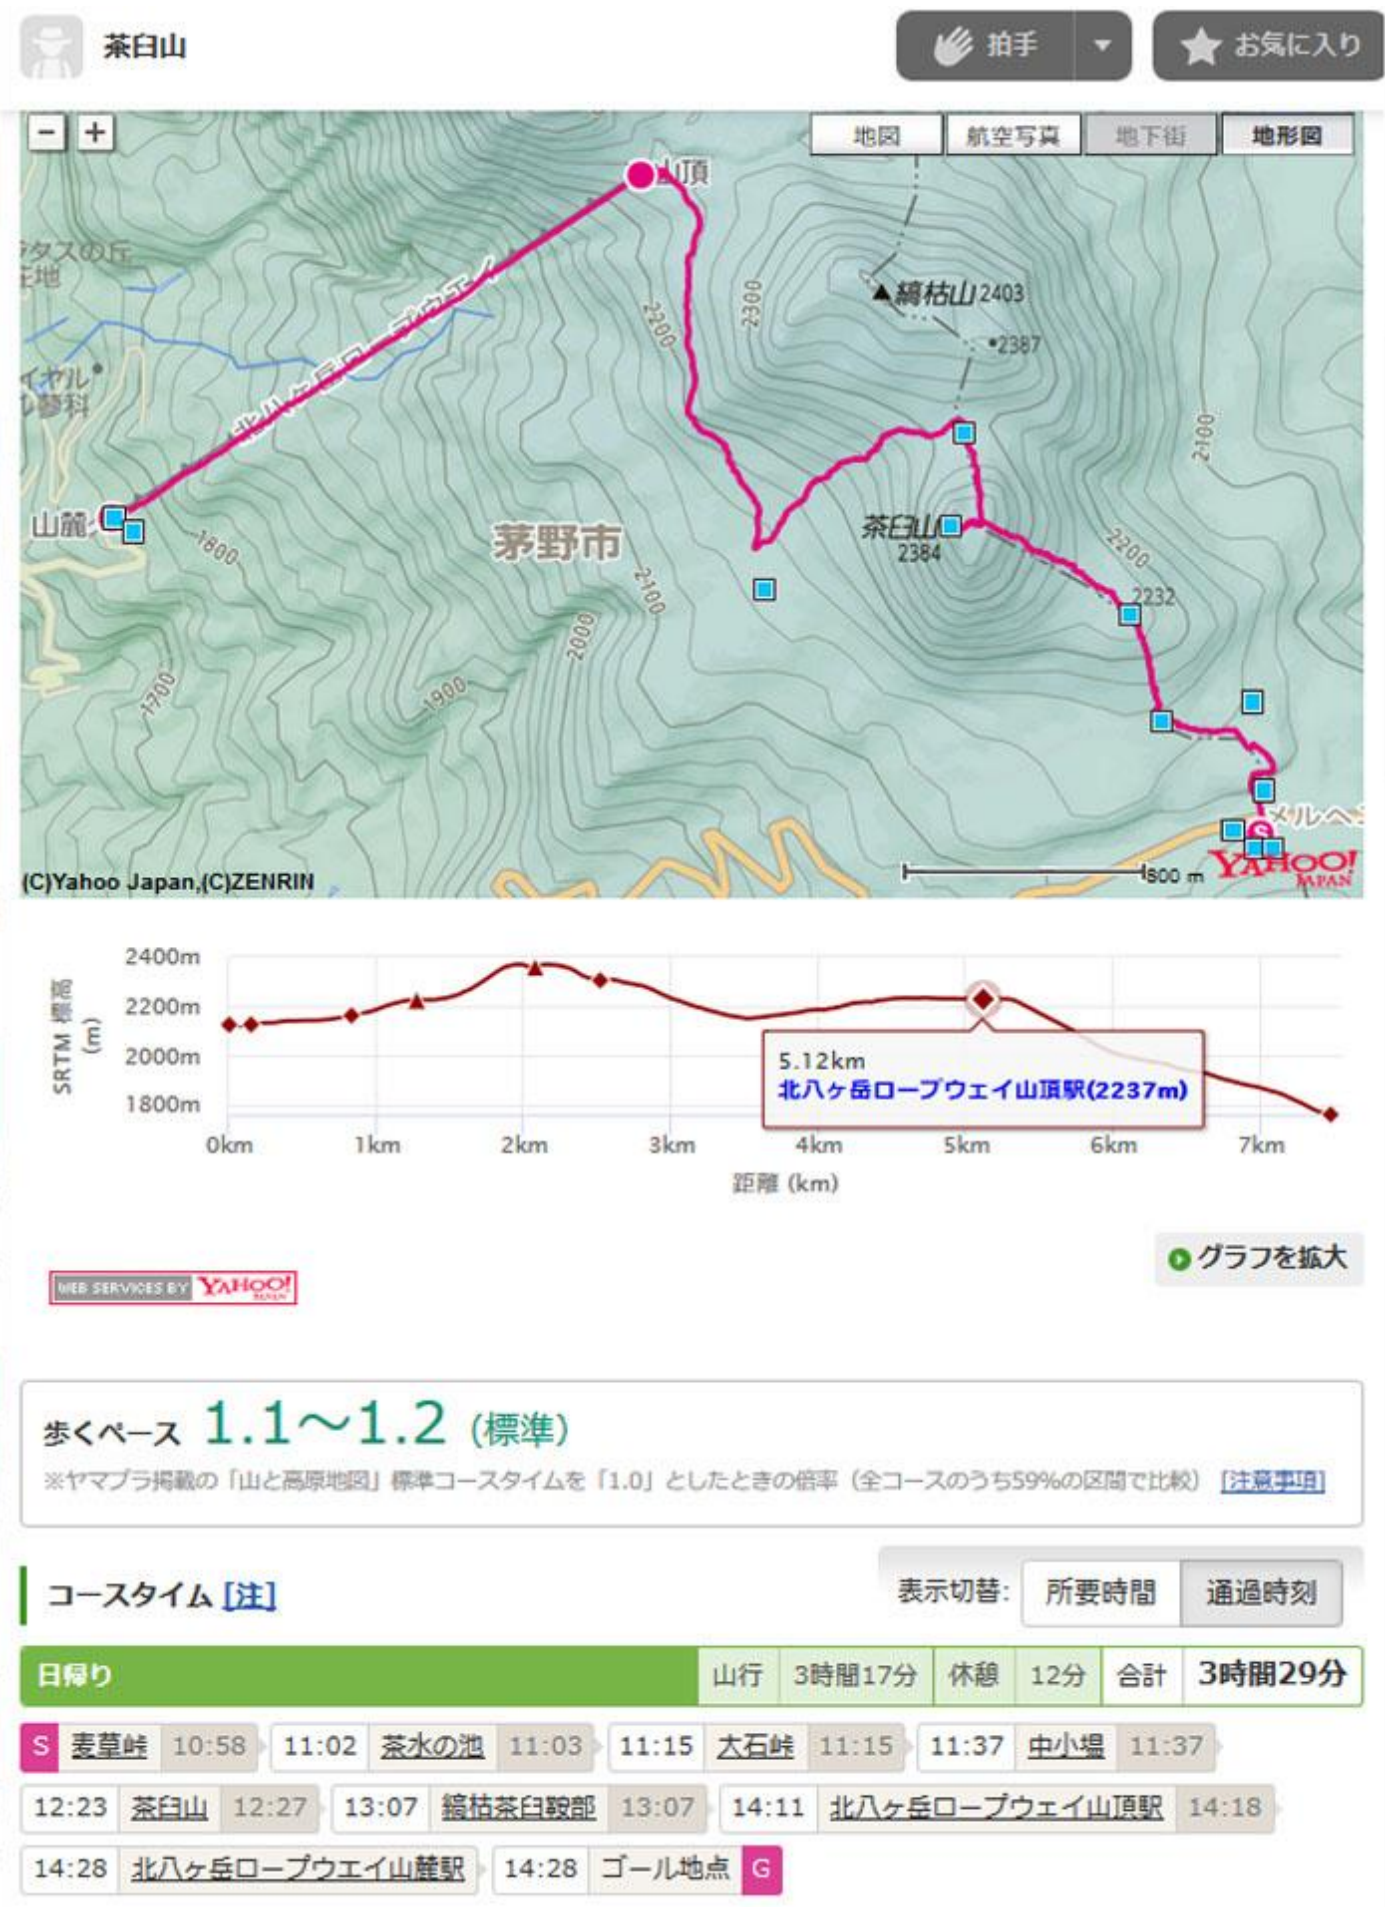 茶臼山
拍手
お気に入り
− +
地図 航空写真 地下街 地形図
山頂
タスの丘
2300
2200
縞枯山 2403
2387
北八ヶ岳ロープウエイ
イヤル
蓼科
2100
山麓
1800
茅野市
茶臼山
2384
2200
2100
2232
2000
1700
1900
メルヘ
S
(C)Yahoo Japan,(C)ZENRIN
YAHOO!
JAPAN
2400m
2200m
2000m
1800m
SRTM 標高
(m)
5.12km
北八ヶ岳ロープウェイ山頂駅(2237m)
0km 1km 2km 3km 4km 5km 6km 7km
距離 (km)
グラフを拡大
WEB SERVICES BY YAHOO!
JAPAN
歩くペース 1.1～1.2 (標準)
※ヤマプラ掲載の「山と高原地図」標準コースタイムを「1.0」としたときの倍率（全コースのうち59%の区間で比較） [注意事項]
コースタイム [注]
表示切替: 所要時間 通過時刻
日帰り 山行 3時間17分 休憩 12分 合計 3時間29分
S 麦草峠 10:58 11:02 茶水の池 11:03 11:15 大石峠 11:15 11:37 中小場 11:37
12:23 茶臼山 12:27 13:07 縞枯茶臼鞍部 13:07 14:11 北八ヶ岳ロープウェイ山頂駅 14:18
14:28 北八ヶ岳ロープウエイ山麓駅 14:28 ゴール地点 G